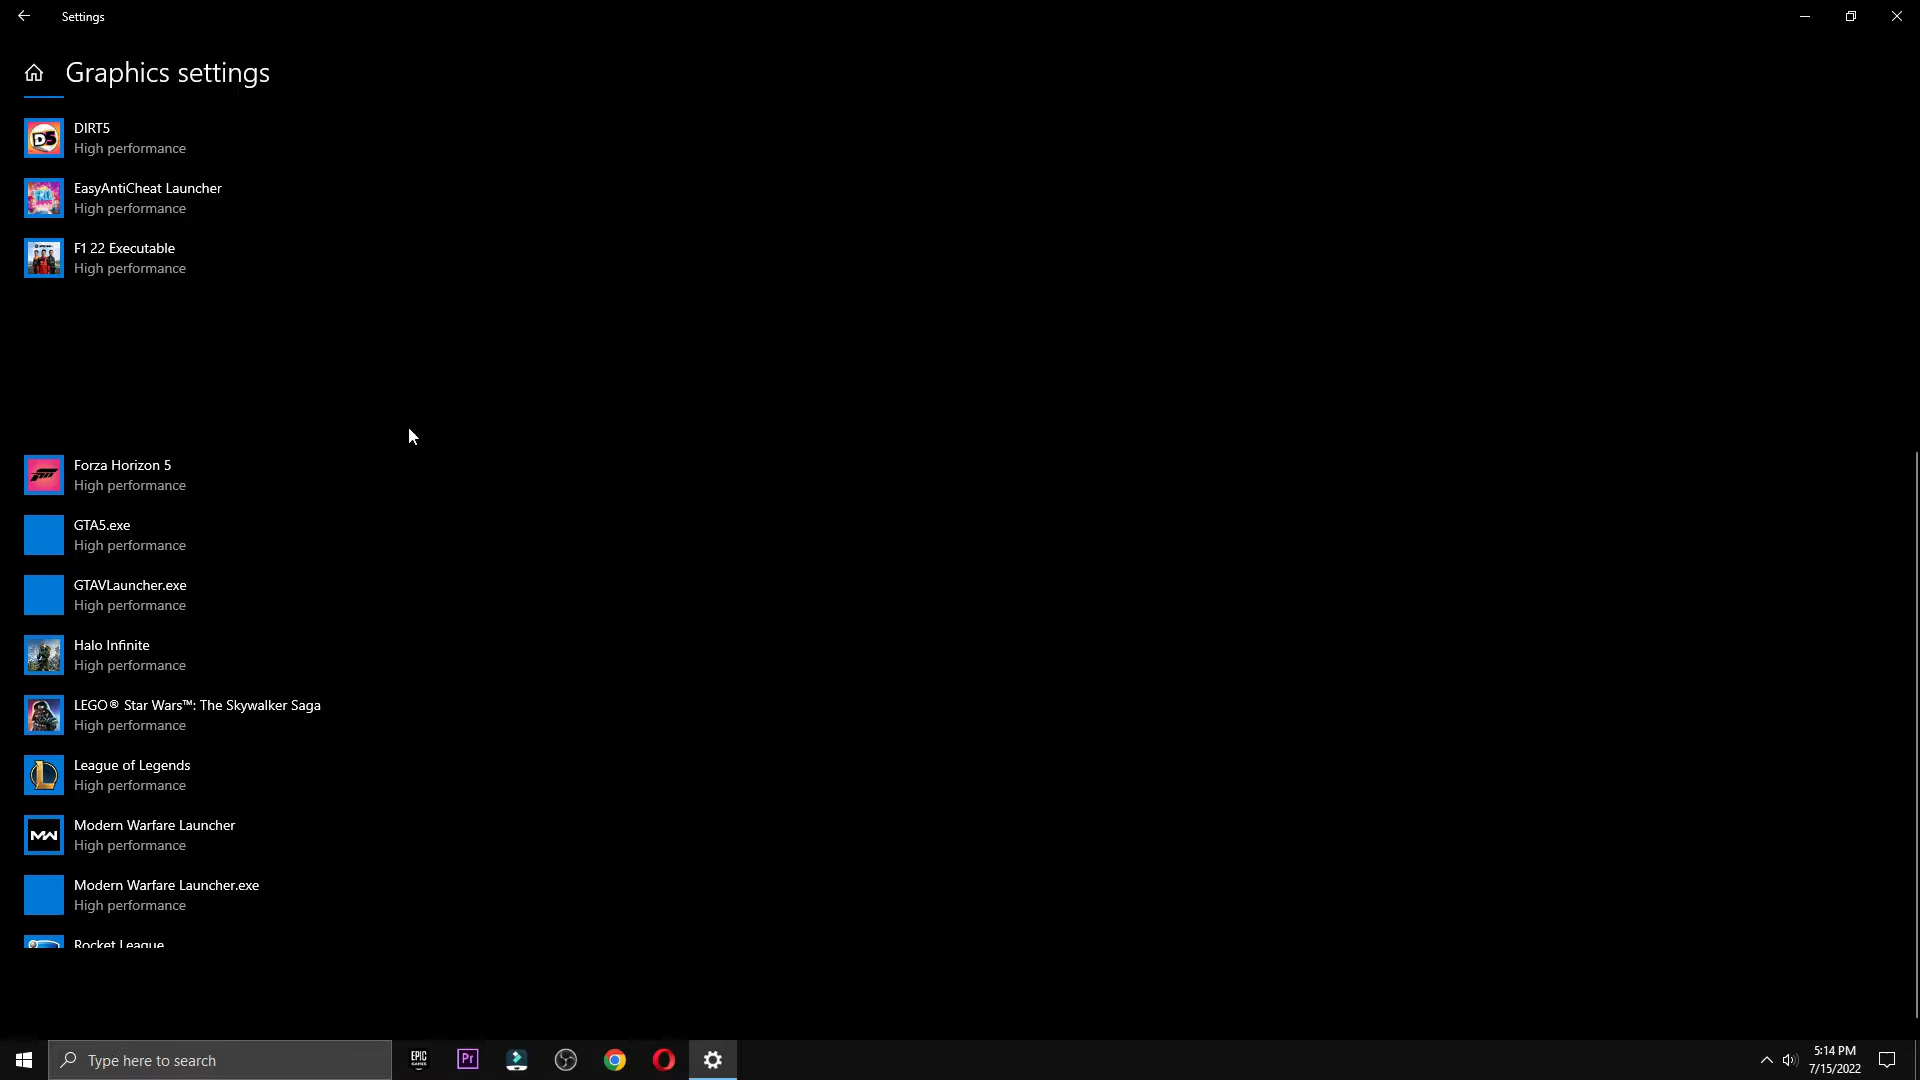 Settings
Graphics settings
DIRT5
High performance
EasyAntiCheat Launcher
High performance
F1 22 Executable
High performance
Forza Horizon 5
High performance
GTA5.exe
High performance
GTAVLauncher.exe
High performance
Halo Infinite
High performance
LEGO® Star Wars™: The Skywalker Saga
High performance
League of Legends
High performance
Modern Warfare Launcher
High performance
Modern Warfare Launcher.exe
High performance
Rocket League
Type here to search
EPIC
GAMES
Pr
5:14 PM
7/15/2022